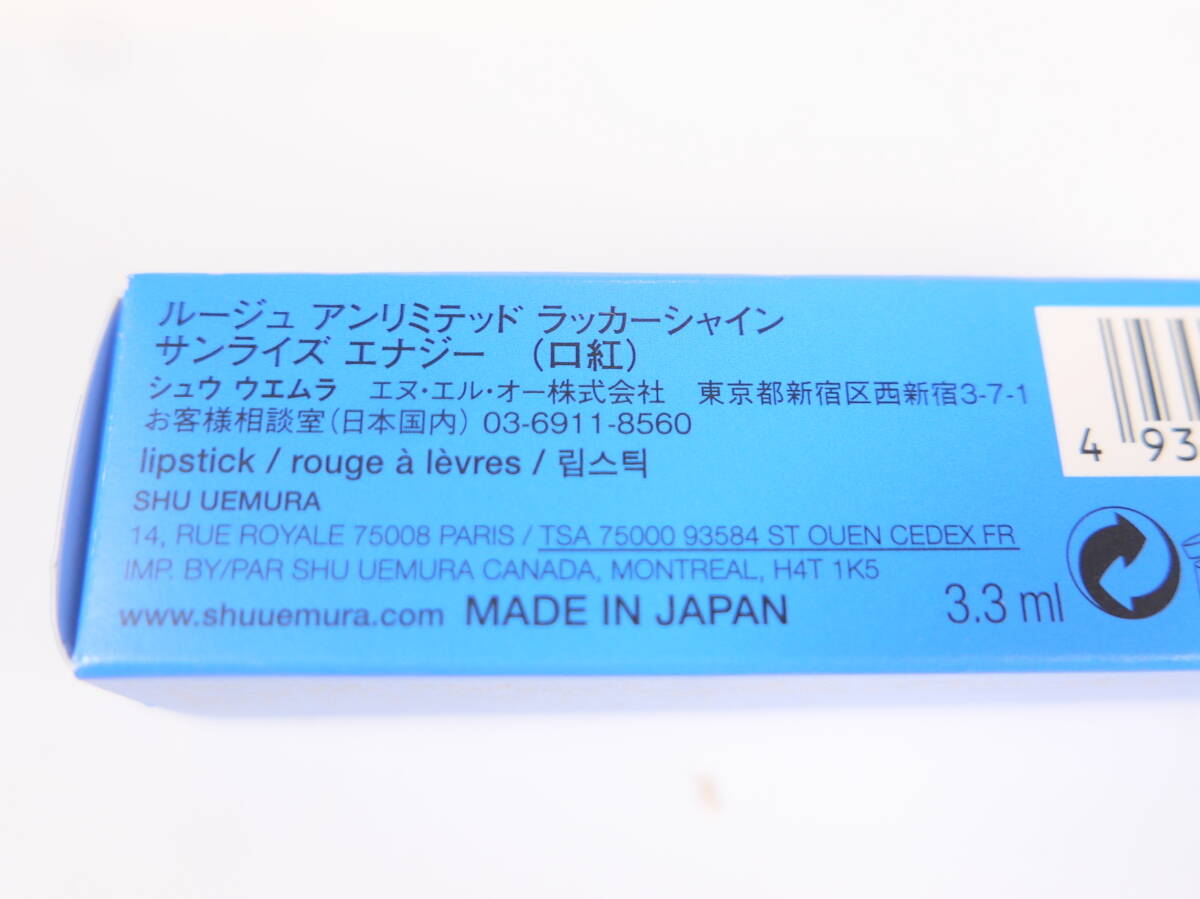 ルージュ アンリミテッド ラッカーシャイン
サンライズ エナジー （口紅）
シュウ ウエムラ エヌ・エル・オー株式会社 東京都新宿区西新宿3-7-1
お客様相談室（日本国内） 03-6911-8560
lipstick / rouge à lèvres / 립스틱
SHU UEMURA
14, RUE ROYALE 75008 PARIS / TSA 75000 93584 ST OUEN CEDEX FR
IMP. BY/PAR SHU UEMURA CANADA, MONTREAL, H4T 1K5
www.shuuemura.com MADE IN JAPAN
3.3 ml
4 93